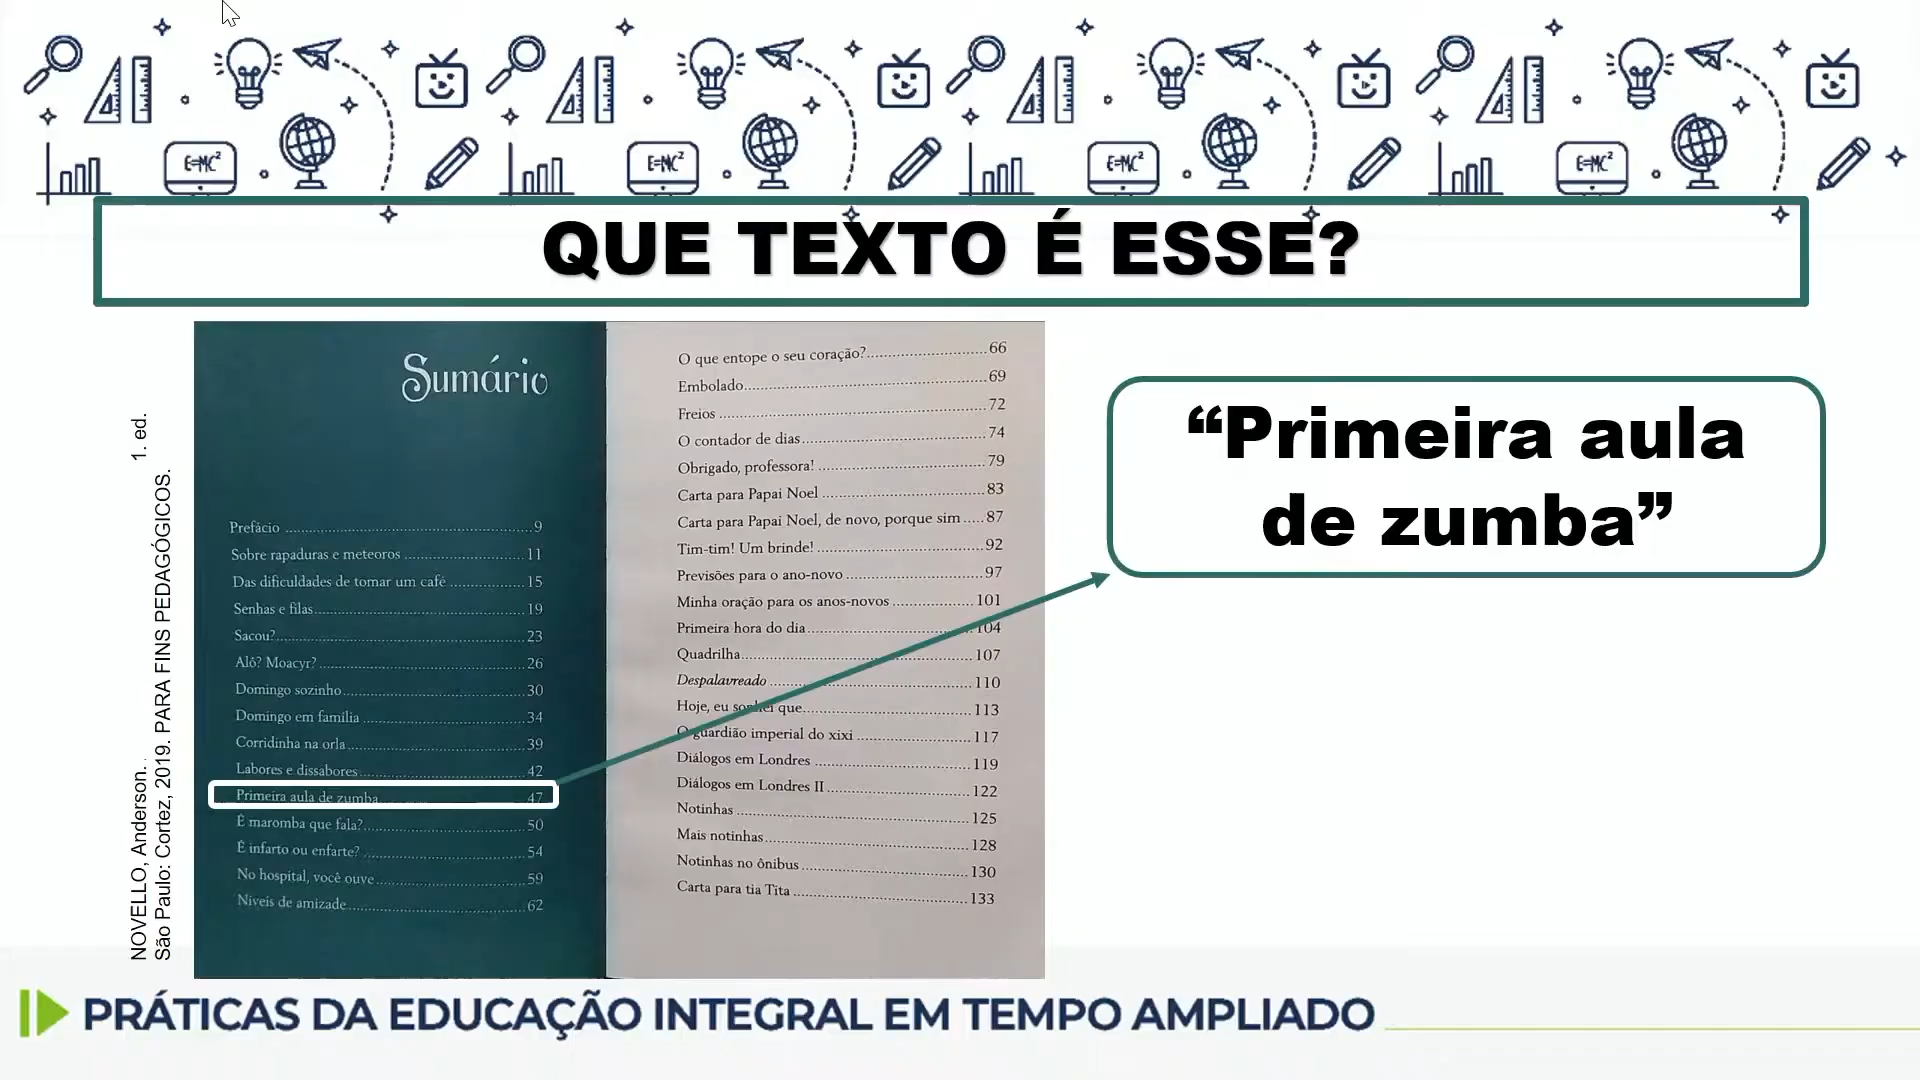 E=MC²
E=MC²
E=MC²
E=MC²
QUE TEXTO É ESSE?
NOVELLO, Anderson. 1. ed.
São Paulo: Cortez, 2019. PARA FINS PEDAGÓGICOS.
Sumário
Prefácio ........ 9
Sobre rapaduras e meteoros ........ 11
Das dificuldades de tomar um café ........ 15
Senhas e filas ........ 19
Sacou? ........ 23
Alô? Moacyr? ........ 26
Domingo sozinho ........ 30
Domingo em família ........ 34
Corridinha na orla ........ 39
Labores e dissabores ........ 42
Primeira aula de zumba ........ 47
É maromba que fala? ........ 50
É infarto ou enfarte? ........ 54
No hospital, você ouve ........ 59
Níveis de amizade ........ 62
O que entope o seu coração? ........ 66
Embolado ........ 69
Freios ........ 72
O contador de dias ........ 74
Obrigado, professora! ........ 79
Carta para Papai Noel ........ 83
Carta para Papai Noel, de novo, porque sim ..... 87
Tim-tim! Um brinde! ........ 92
Previsões para o ano-novo ........ 97
Minha oração para os anos-novos ........ 101
Primeira hora do dia ........ 104
Quadrilha ........ 107
Despalavreado ........ 110
Hoje, eu sonhei que ........ 113
O guardião imperial do xixi ........ 117
Diálogos em Londres ........ 119
Diálogos em Londres II ........ 122
Notinhas ........ 125
Mais notinhas ........ 128
Notinhas no ônibus ........ 130
Carta para tia Tita ........ 133
“Primeira aula
de zumba”
PRÁTICAS DA EDUCAÇÃO INTEGRAL EM TEMPO AMPLIADO